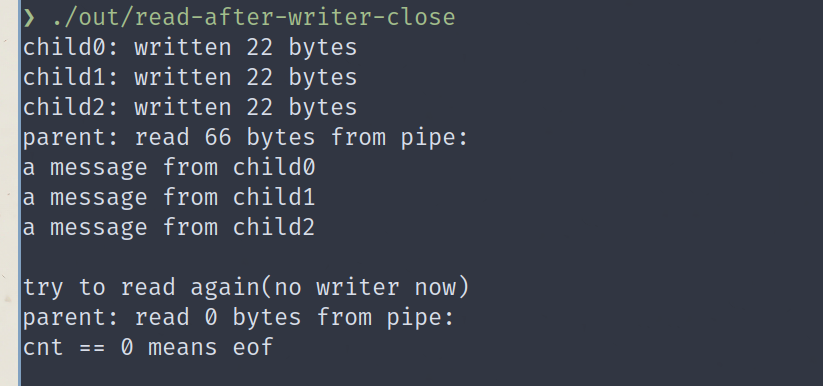 ❯ ./out/read-after-writer-close
child0: written 22 bytes
child1: written 22 bytes
child2: written 22 bytes
parent: read 66 bytes from pipe:
a message from child0
a message from child1
a message from child2
try to read again(no writer now)
parent: read 0 bytes from pipe:
cnt == 0 means eof